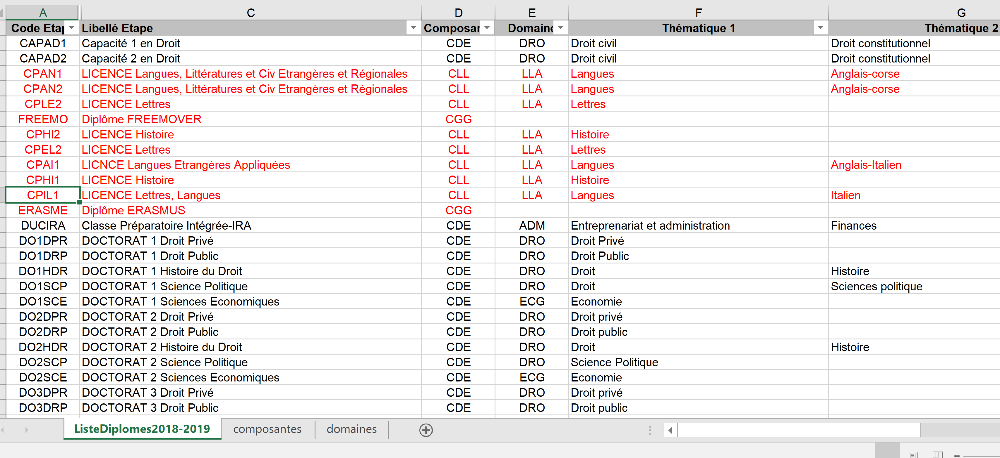 A C D E F G
Code Etap Libellé Etape Composar Domaine Thématique 1 Thématique 2
CAPAD1 Capacité 1 en Droit CDE DRO Droit civil Droit constitutionnel
CAPAD2 Capacité 2 en Droit CDE DRO Droit civil Droit constitutionnel
CPAN1 LICENCE Langues, Littératures et Civ Etrangères et Régionales CLL LLA Langues Anglais-corse
CPAN2 LICENCE Langues, Littératures et Civ Etrangères et Régionales CLL LLA Langues Anglais-corse
CPLE2 LICENCE Lettres CLL LLA Lettres
FREEMO Diplôme FREEMOVER CGG
CPHI2 LICENCE Histoire CLL LLA Histoire
CPEL2 LICENCE Lettres CLL LLA Lettres
CPAI1 LICNCE Langues Etrangères Appliquées CLL LLA Langues Anglais-Italien
CPHI1 LICENCE Histoire CLL LLA Histoire
CPIL1 LICENCE Lettres, Langues CLL LLA Langues Italien
ERASME Diplôme ERASMUS CGG
DUCIRA Classe Préparatoire Intégrée-IRA CDE ADM Entreprenariat et administration Finances
DO1DPR DOCTORAT 1 Droit Privé CDE DRO Droit Privé
DO1DRP DOCTORAT 1 Droit Public CDE DRO Droit Public
DO1HDR DOCTORAT 1 Histoire du Droit CDE DRO Droit Histoire
DO1SCP DOCTORAT 1 Science Politique CDE DRO Droit Sciences politique
DO1SCE DOCTORAT 1 Sciences Economiques CDE ECG Economie
DO2DPR DOCTORAT 2 Droit Privé CDE DRO Droit privé
DO2DRP DOCTORAT 2 Droit Public CDE DRO Droit public
DO2HDR DOCTORAT 2 Histoire du Droit CDE DRO Droit Histoire
DO2SCP DOCTORAT 2 Science Politique CDE DRO Science Politique
DO2SCE DOCTORAT 2 Sciences Economiques CDE ECG Economie
DO3DPR DOCTORAT 3 Droit Privé CDE DRO Droit privé
DO3DRP DOCTORAT 3 Droit Public CDE DRO Droit public
ListeDiplomes2018-2019 composantes domaines